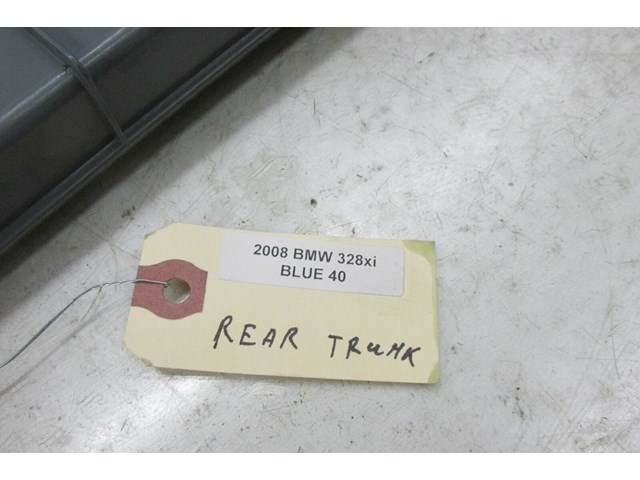 2008 BMW 328xi
BLUE 40
REAR TRUNK